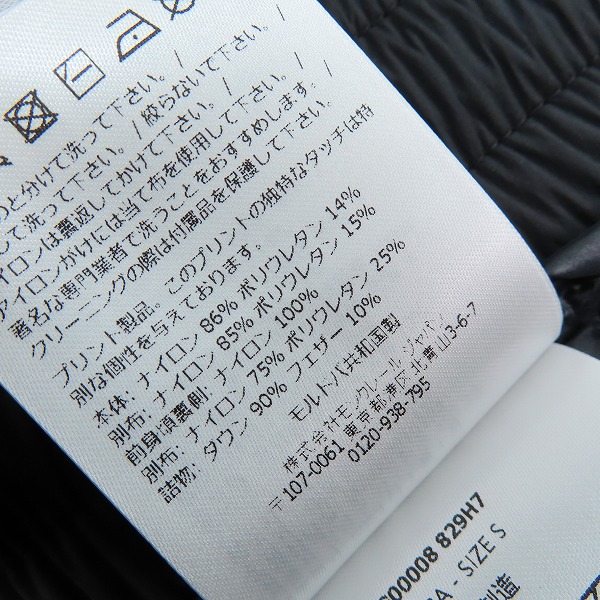 のと分けて洗って下さい。/
して洗って下さい。/絞らないで下さい。/
イロンは裏返してかけて下さい。/
アイロンがけには当て布を使用して下さい。/
著名な専門業者で洗うことをおすすめします。/
クリーニングの際は付属品を保護して下さい。
プリント製品。このプリントの独特なタッチは特
別な個性を与えております。
本体: ナイロン 86% ポリウレタン 14%
別布: ナイロン 85% ポリウレタン 15%
前身頃裏側: ナイロン 100%
別布: ナイロン 75% ポリウレタン 25%
詰物: ダウン 90% フェザー 10%
モルドバ共和国製
株式会社モンクレール・ジャパン
〒107-0061 東京都港区北青山3-6-7
0120-938-795
00008 829H7
A - SIZE S
製造